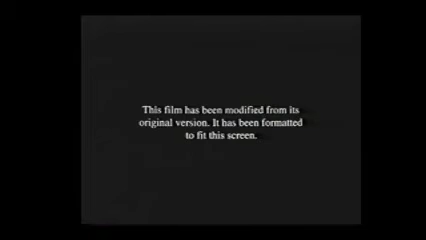 This film has been modified from its
original version. It has been formatted
to fit this screen.